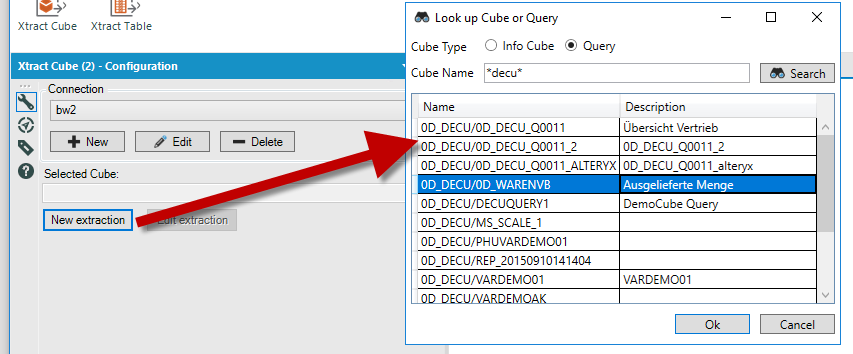 Xtract Cube Xtract Table
Xtract Cube (2) - Configuration
Connection
bw2
New Edit Delete
Selected Cube:
New extraction Edit extraction
Look up Cube or Query
Cube Type Info Cube Query
Cube Name *decu* Search
Name Description
0D_DECU/0D_DECU_Q0011 Übersicht Vertrieb
0D_DECU/0D_DECU_Q0011_2 0D_DECU_Q0011_2
0D_DECU/0D_DECU_Q0011_ALTERYX 0D_DECU_Q0011_alteryx
0D_DECU/0D_WARENVB Ausgelieferte Menge
0D_DECU/DECUQUERY1 DemoCube Query
0D_DECU/MS_SCALE_1
0D_DECU/PHUVARDEMO01
0D_DECU/REP_20150910141404
0D_DECU/VARDEMO01 VARDEMO01
0D_DECU/VARDEMOAK
Ok Cancel